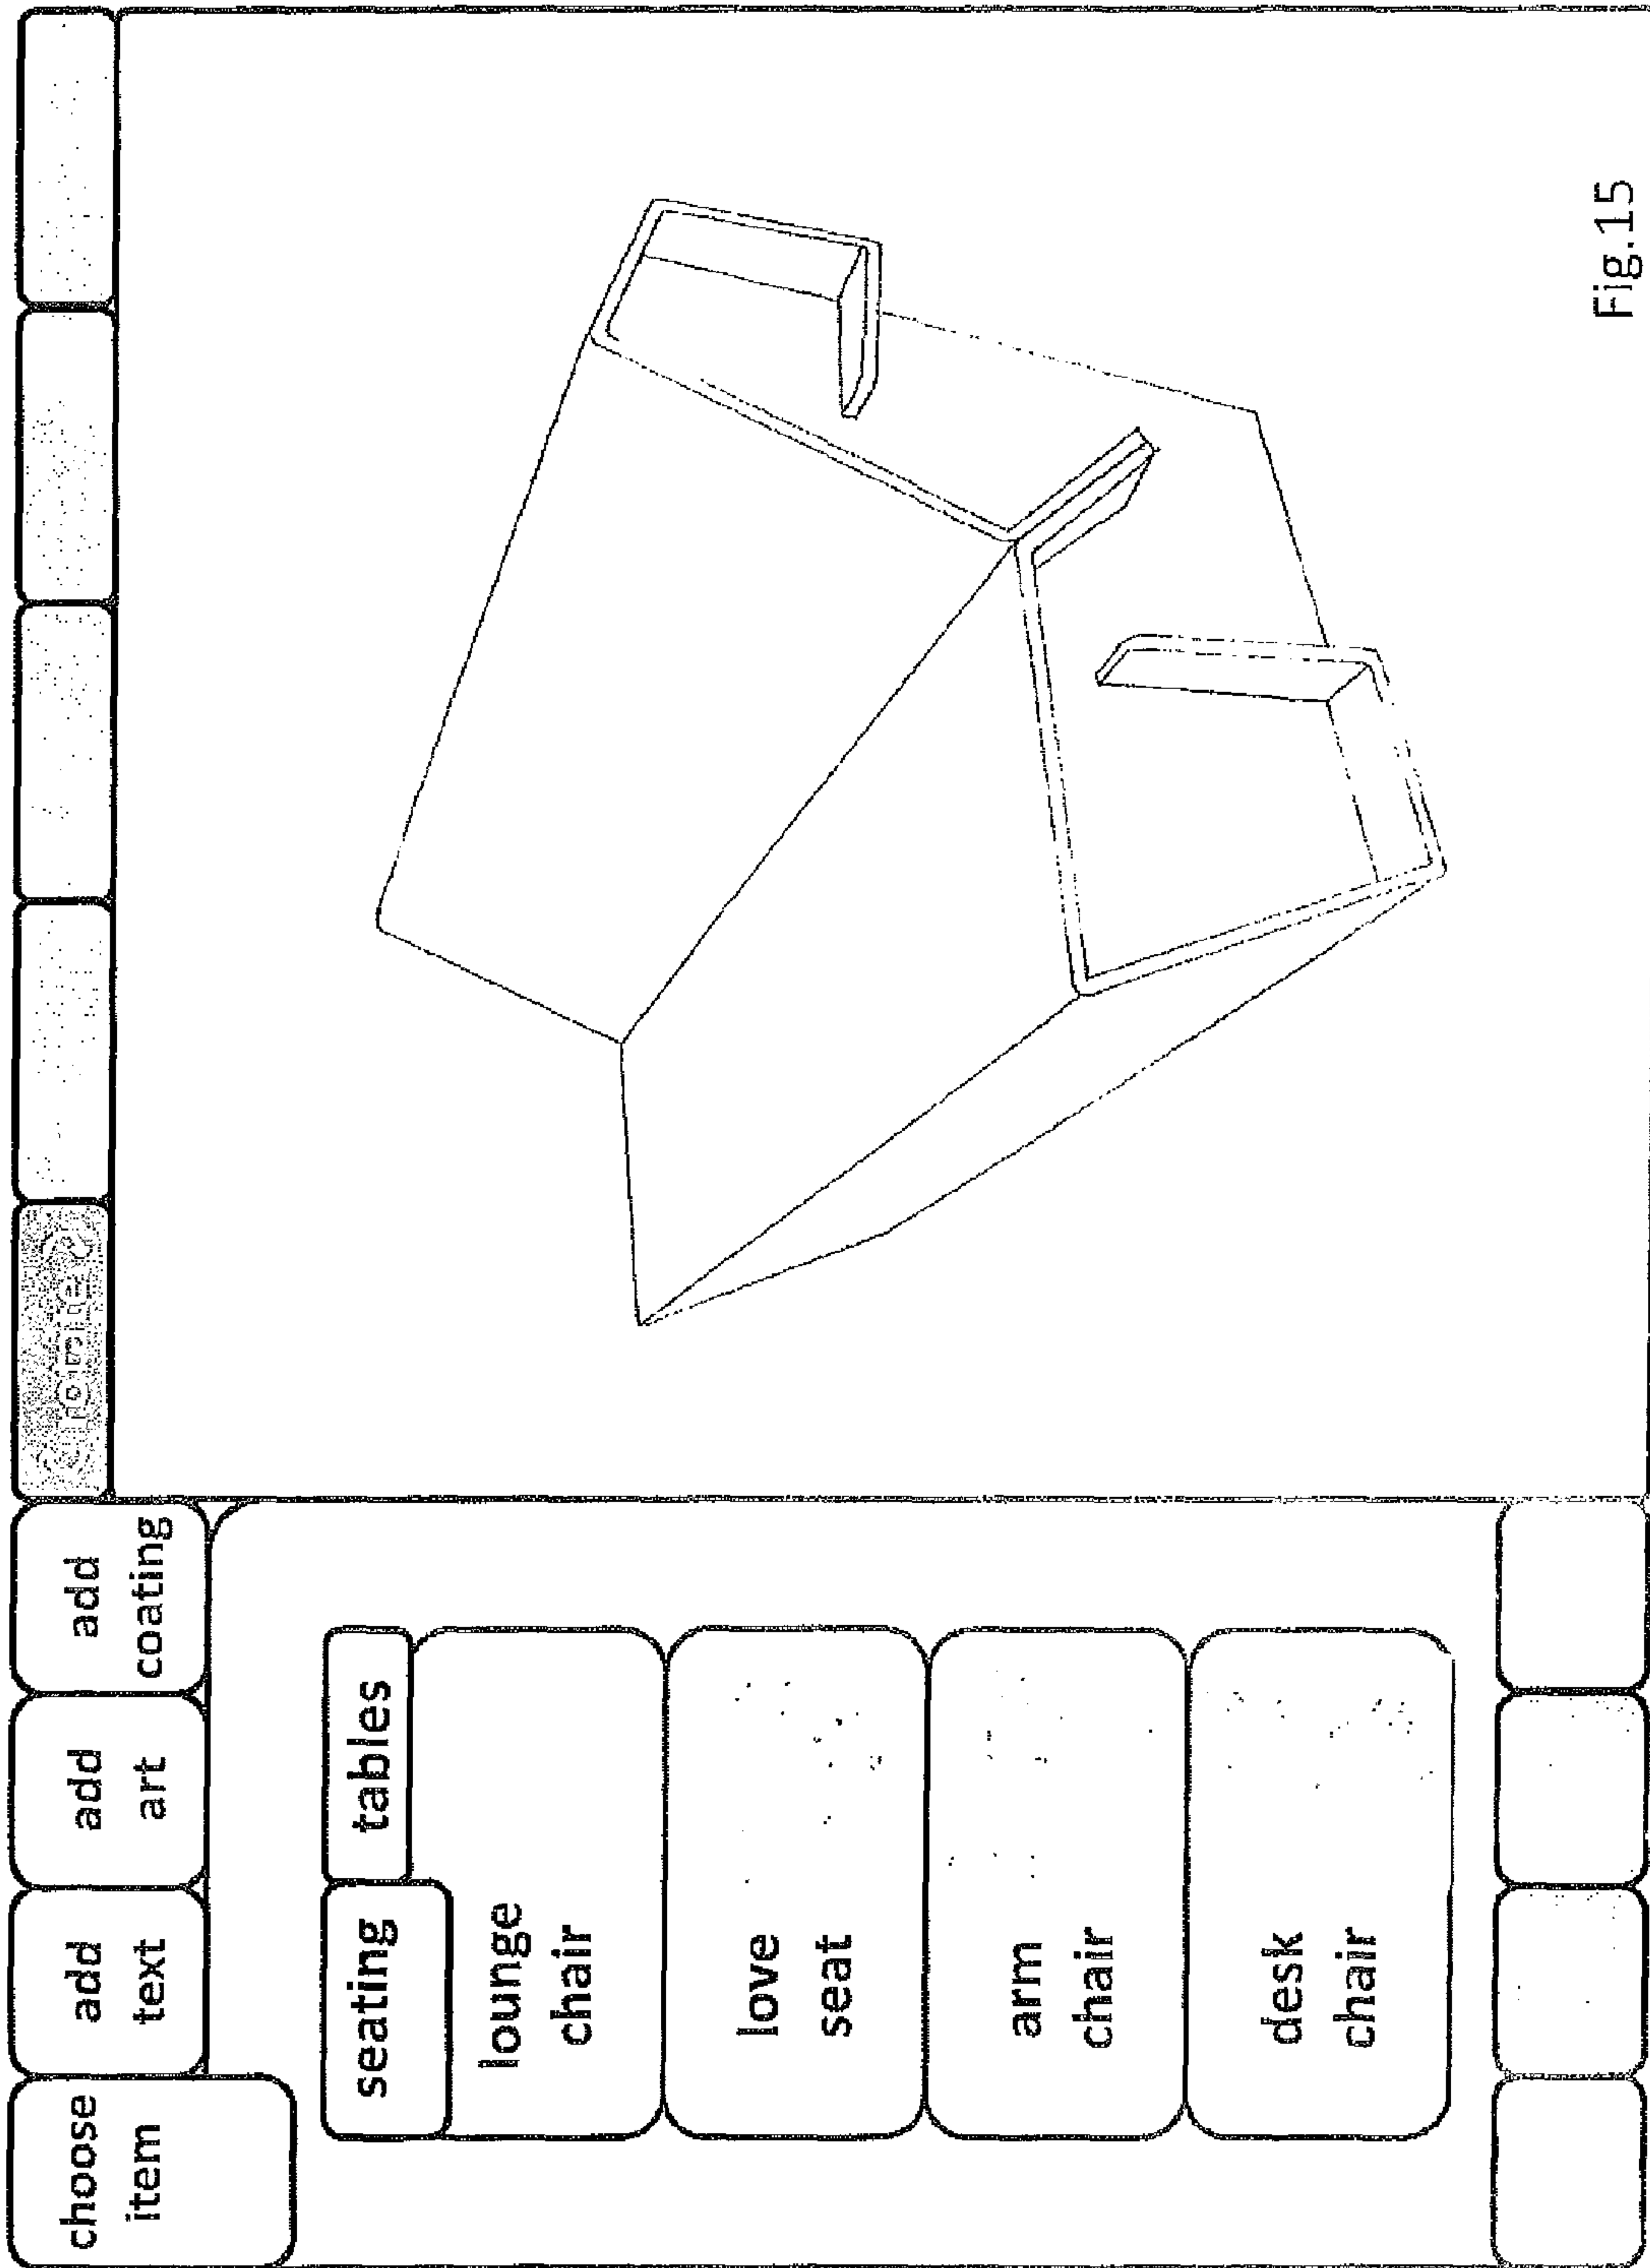 choose
item
add
text
add
art
add
coating
seating
tables
lounge
chair
love
seat
arm
chair
desk
chair
Fig.15